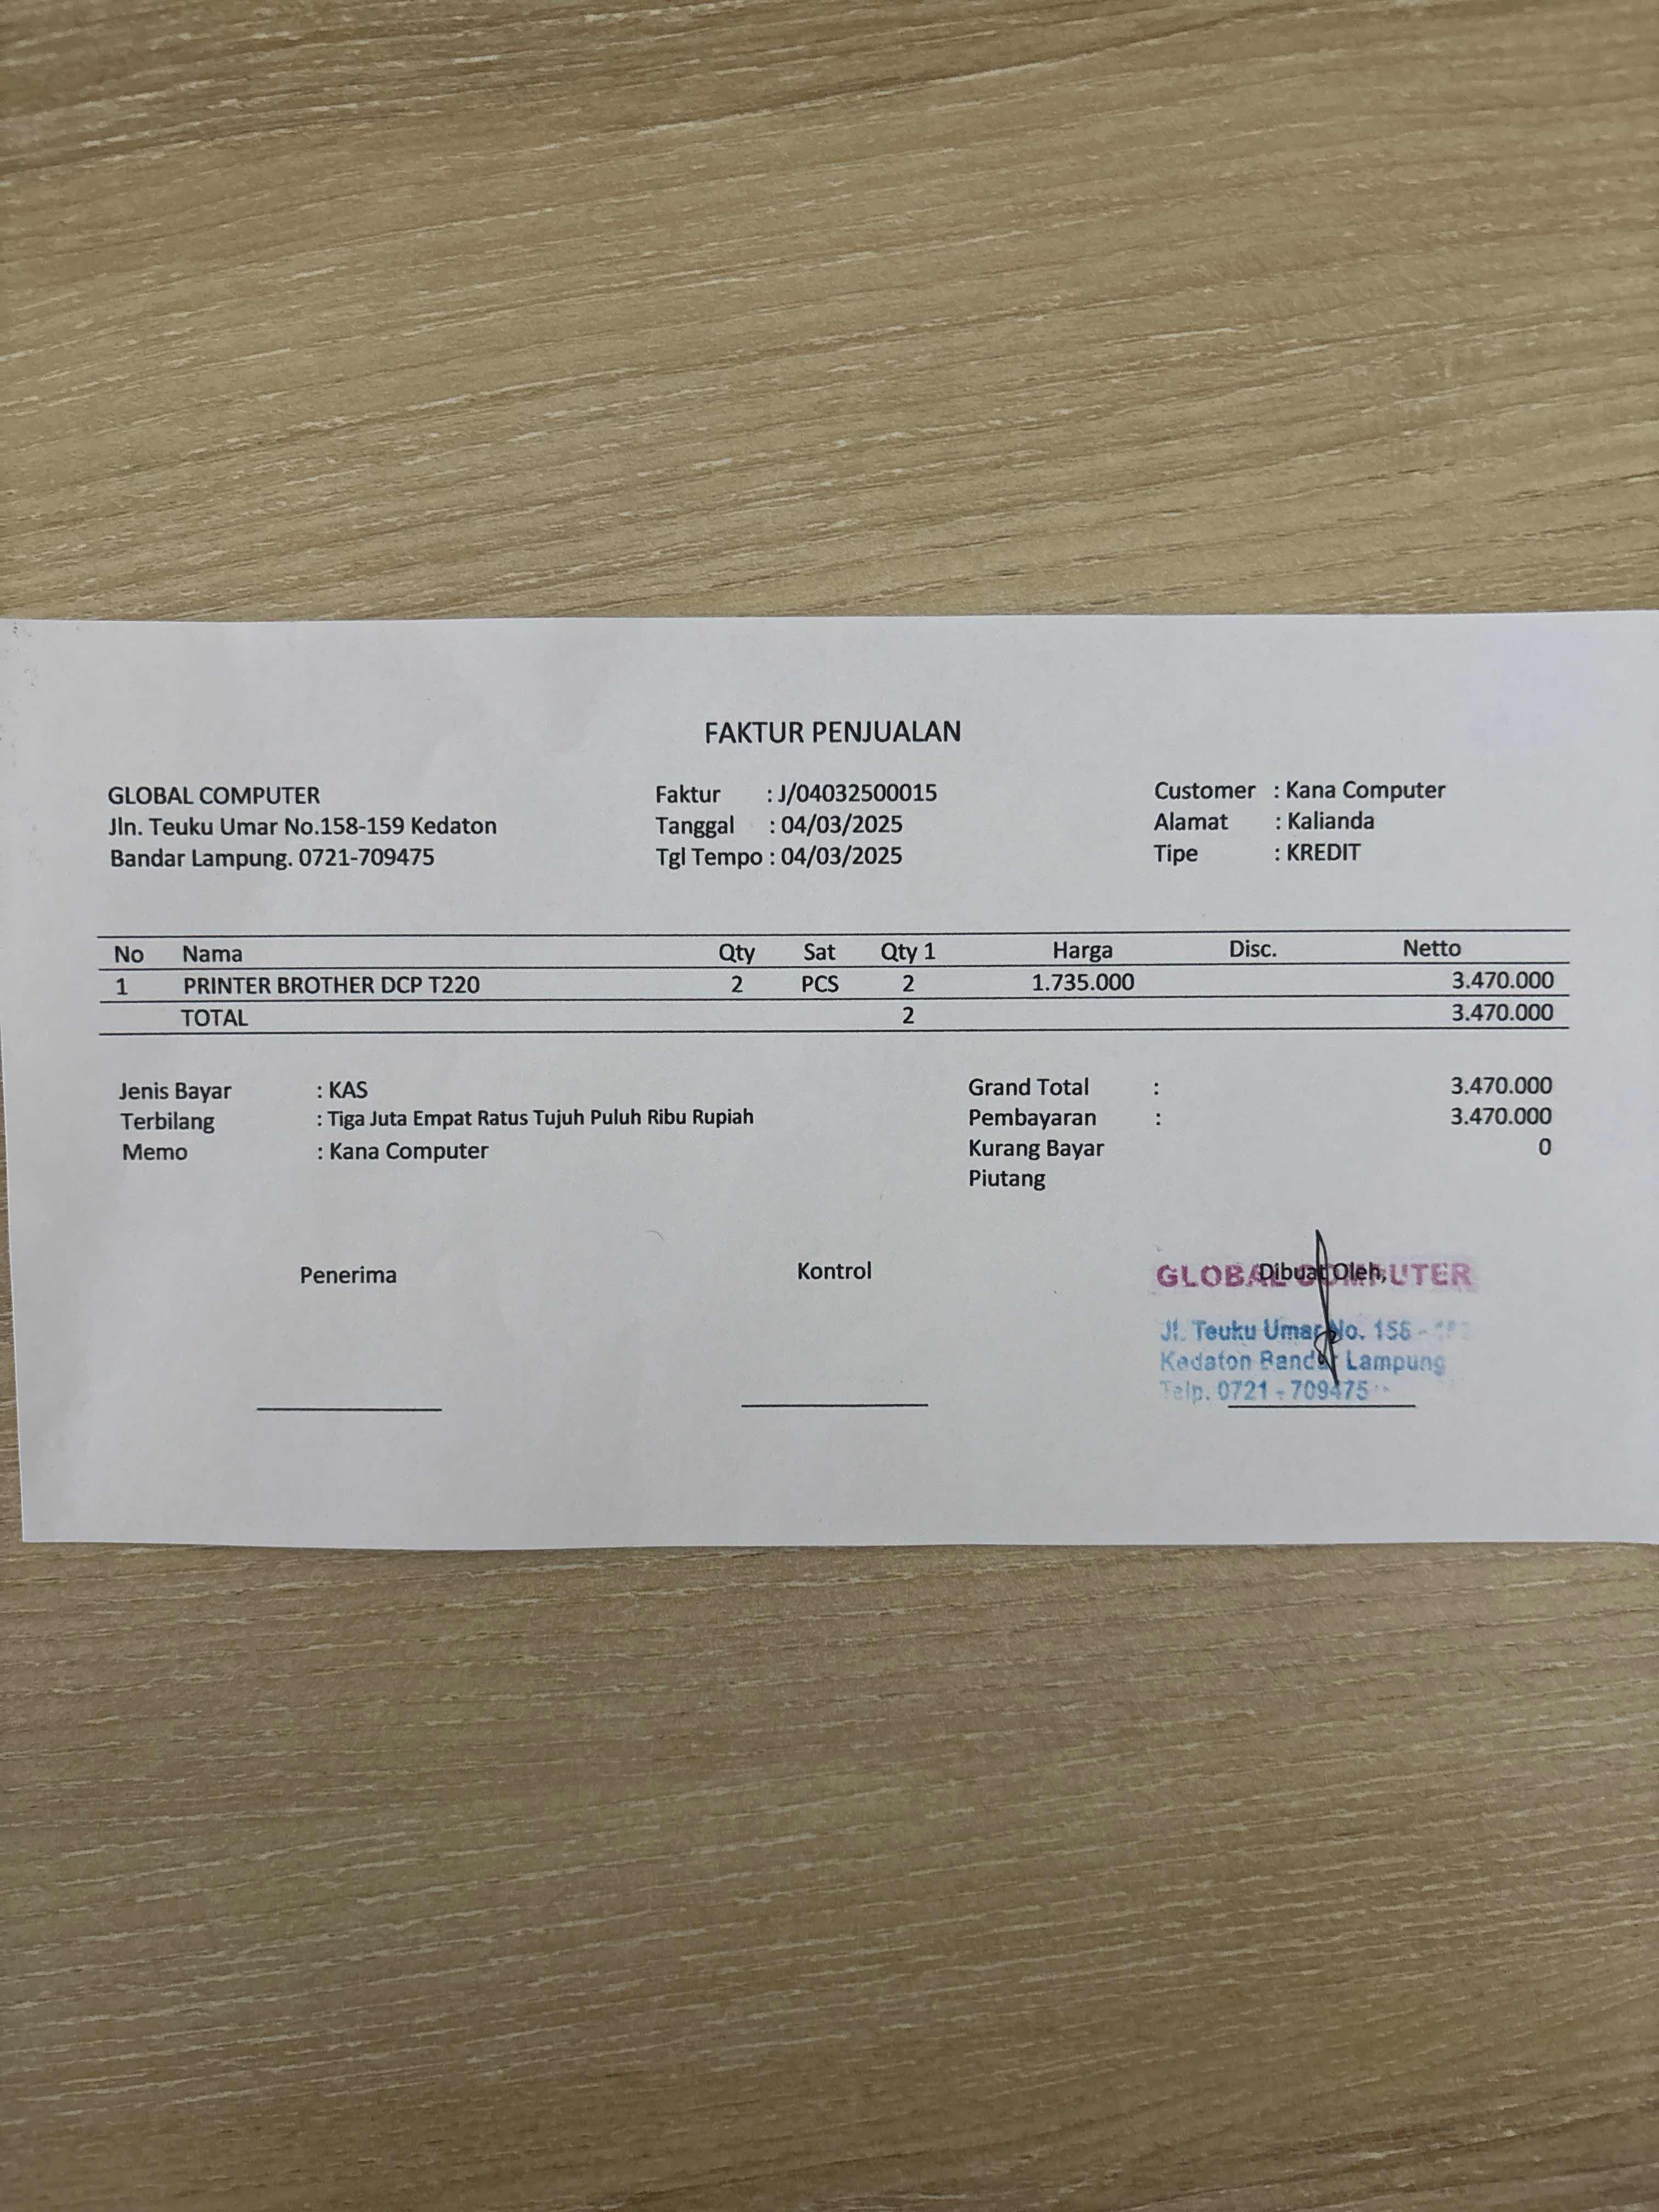 FAKTUR PENJUALAN
GLOBAL COMPUTER
Jln. Teuku Umar No.158-159 Kedaton
Bandar Lampung. 0721-709475
Faktur : J/04032500015
Tanggal : 04/03/2025
Tgl Tempo : 04/03/2025
Customer : Kana Computer
Alamat : Kalianda
Tipe : KREDIT
No Nama Qty Sat Qty 1 Harga Disc. Netto
1 PRINTER BROTHER DCP T220 2 PCS 2 1.735.000 3.470.000
TOTAL 2 3.470.000
Jenis Bayar : KAS
Terbilang : Tiga Juta Empat Ratus Tujuh Puluh Ribu Rupiah
Memo : Kana Computer
Grand Total : 3.470.000
Pembayaran : 3.470.000
Kurang Bayar 0
Piutang
Penerima
Kontrol
Dibuat Oleh,
GLOBAL COMPUTER
Jl. Teuku Umar No. 158 -
Kedaton Bandar Lampung
Telp. 0721 - 709475